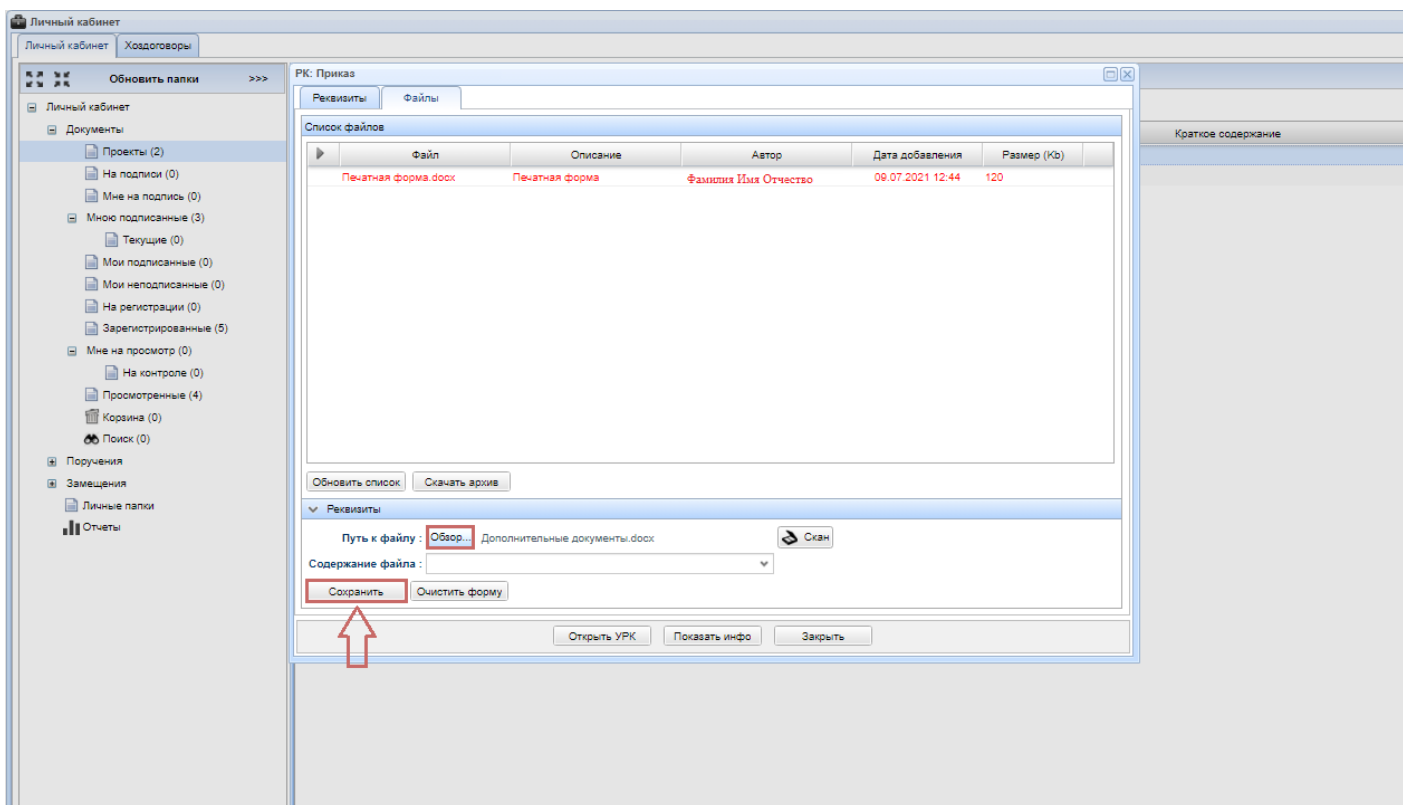 Личный кабинет
Личный кабинет Хоздоговоры
Обновить папки >>>
Личный кабинет
Документы
Проекты (2)
На подписи (0)
Мне на подпись (0)
Мною подписанные (3)
Текущие (0)
Мои подписанные (0)
Мои неподписанные (0)
На регистрации (0)
Зарегистрированные (5)
Мне на просмотр (0)
На контроле (0)
Просмотренные (4)
Корзина (0)
Поиск (0)
Поручения
Замещения
Личные папки
Отчеты
РК: Приказ
Реквизиты Файлы
Список файлов
Файл Описание Автор Дата добавления Размер (Kb)
Печатная форма.docx Печатная форма Фамилия Имя Отчество 09.07.2021 12:44 120
Обновить список Скачать архив
Реквизиты
Путь к файлу : Обзор... Дополнительные документы.docx Скан
Содержание файла :
Сохранить Очистить форму
Открыть УРК Показать инфо Закрыть
Краткое содержание